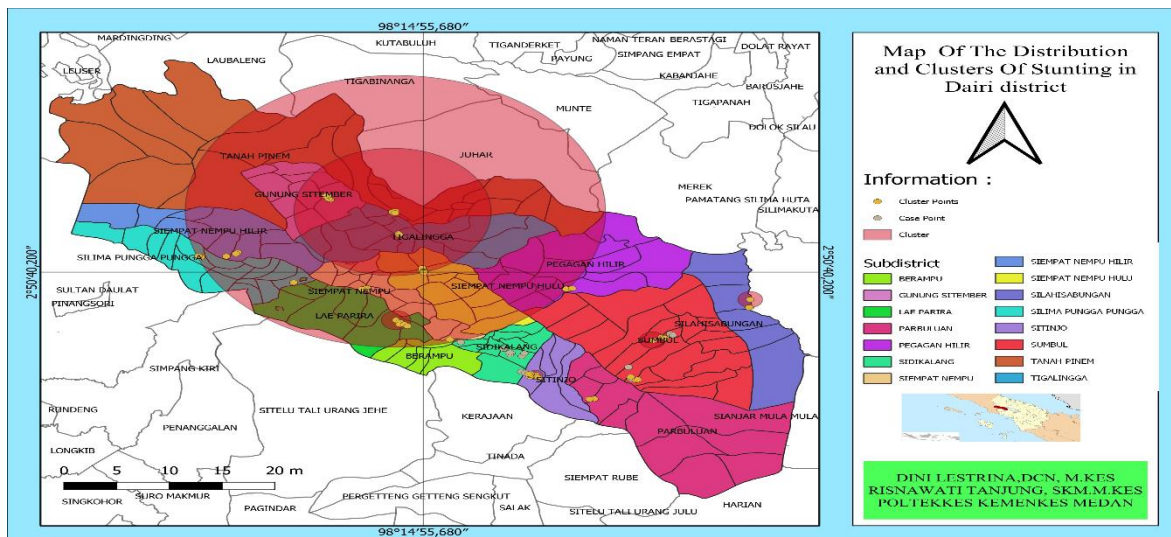 98°14′55,680″
MARDINGDING
KUTABULUH
TIGANDERKET
NAMAN TERAN BERASTAGI
DOLAT RAYAT
LAUBALENG
PAYUNG
SIMPANG EMPAT
LEUSER
TIGABINANGA
KABANJAHE
BARUSJAHE
MUNTE
TIGAPANAH
DOLOK SILAU
TANAH PINEM
JUHAR
MEREK
GUNUNG SITEMBER
PAMATANG SILIMA HUTA
SILIMAKUTA
SIEMPAT NEMPU HILIR
TIGALINGGA
2°50′40,200″
SILIMA PUNGGA PUNGGA
PEGAGAN HILIR
2°50′40,200″
SULTAN DAULAT
SIEMPAT NEMPU
SIEMPAT NEMPU HULU
PINANGSORI
LAE PARIRA
SILAHISABUNGAN
SIDIKALANG
SUMBUL
BERAMPU
SIMPANG KIRI
SITINJO
RUNDENG
SITELU TALI URANG JEHE
KERAJAAN
SIANJAR MULA MULA
PENANGGALAN
PARBULUAN
LONGKIB
TINADA
0 5 10 15 20 m
SIEMPAT RUBE
SINGKOHOR
SURO MAKMUR
PERGETTENG GETTENG SENGKUT
HARIAN
PAGINDAR
SALAK
SITELU TALI URANG JULU
98°14′55,680″
Map Of The Distribution
and Clusters Of Stunting in
Dairi district
Information :
Cluster Points
Case Point
Cluster
Subdistrict
BERAMPU
GUNUNG SITEMBER
LAE PARIRA
PARBULUAN
PEGAGAN HILIR
SIDIKALANG
SIEMPAT NEMPU
SIEMPAT NEMPU HILIR
SIEMPAT NEMPU HULU
SILAHISABUNGAN
SILIMA PUNGGA PUNGGA
SITINJO
SUMBUL
TANAH PINEM
TIGALINGGA
DINI LESTRINA,DCN, M.KES
RISNAWATI TANJUNG, SKM.M.KES
POLTEKKES KEMENKES MEDAN